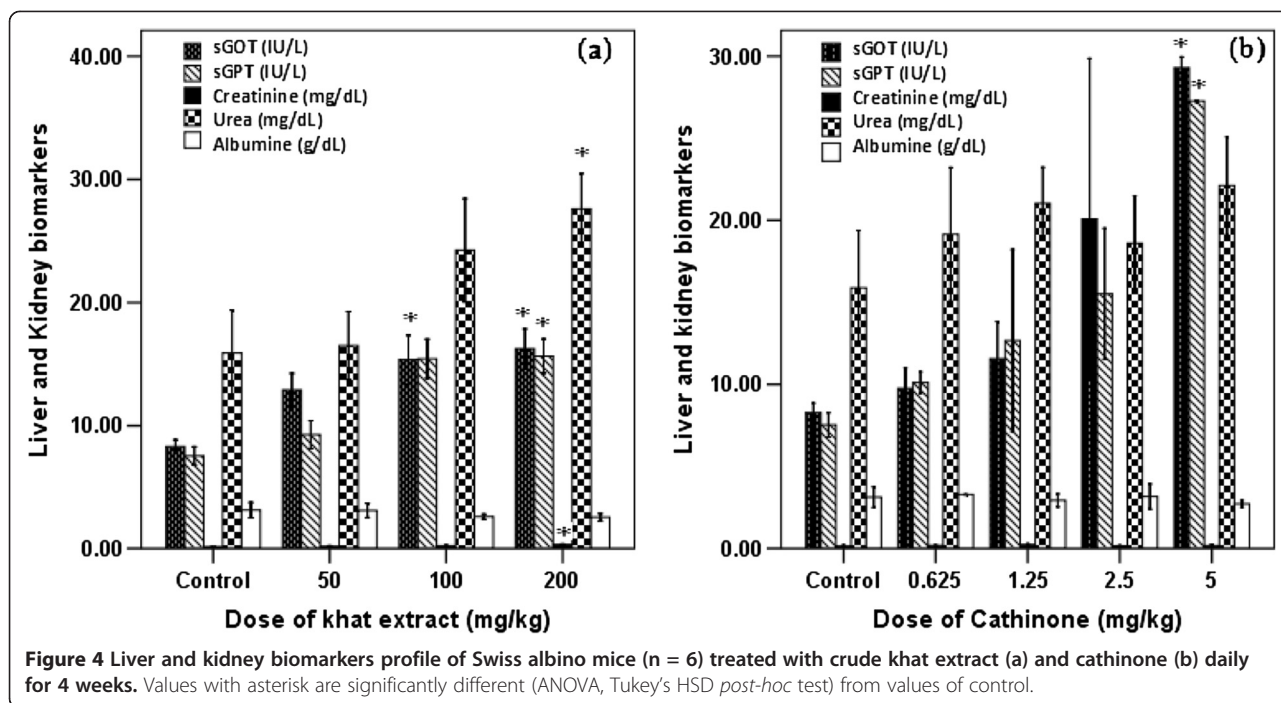 (a)
sGOT (IU/L)
sGPT (IU/L)
Creatinine (mg/dL)
Urea (mg/dL)
Albumine (g/dL)
40.00
30.00
20.00
10.00
0.00
Liver and Kidney biomarkers
*
*
*
*
*
Control
50
100
200
Dose of khat extract (mg/kg)
(b)
sGOT (IU/L)
sGPT (IU/L)
Creatinine (mg/dL)
Urea (mg/dL)
Albumine (g/dL)
30.00
20.00
10.00
0.00
Liver and kidney biomarkers
*
*
Control
0.625
1.25
2.5
5
Dose of Cathinone (mg/kg)
Figure 4 Liver and kidney biomarkers profile of Swiss albino mice (n = 6) treated with crude khat extract (a) and cathinone (b) daily
for 4 weeks. Values with asterisk are significantly different (ANOVA, Tukey's HSD post-hoc test) from values of control.